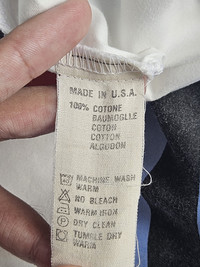 MADE IN U.S.A.
100% COTONE
BAUMOGLLE
COTON
COTTON
ALGODON
MACHINE WASH
WARM
NO BLEACH
WARM IRON
DRY CLEAN
TUMBLE DRY
WARM